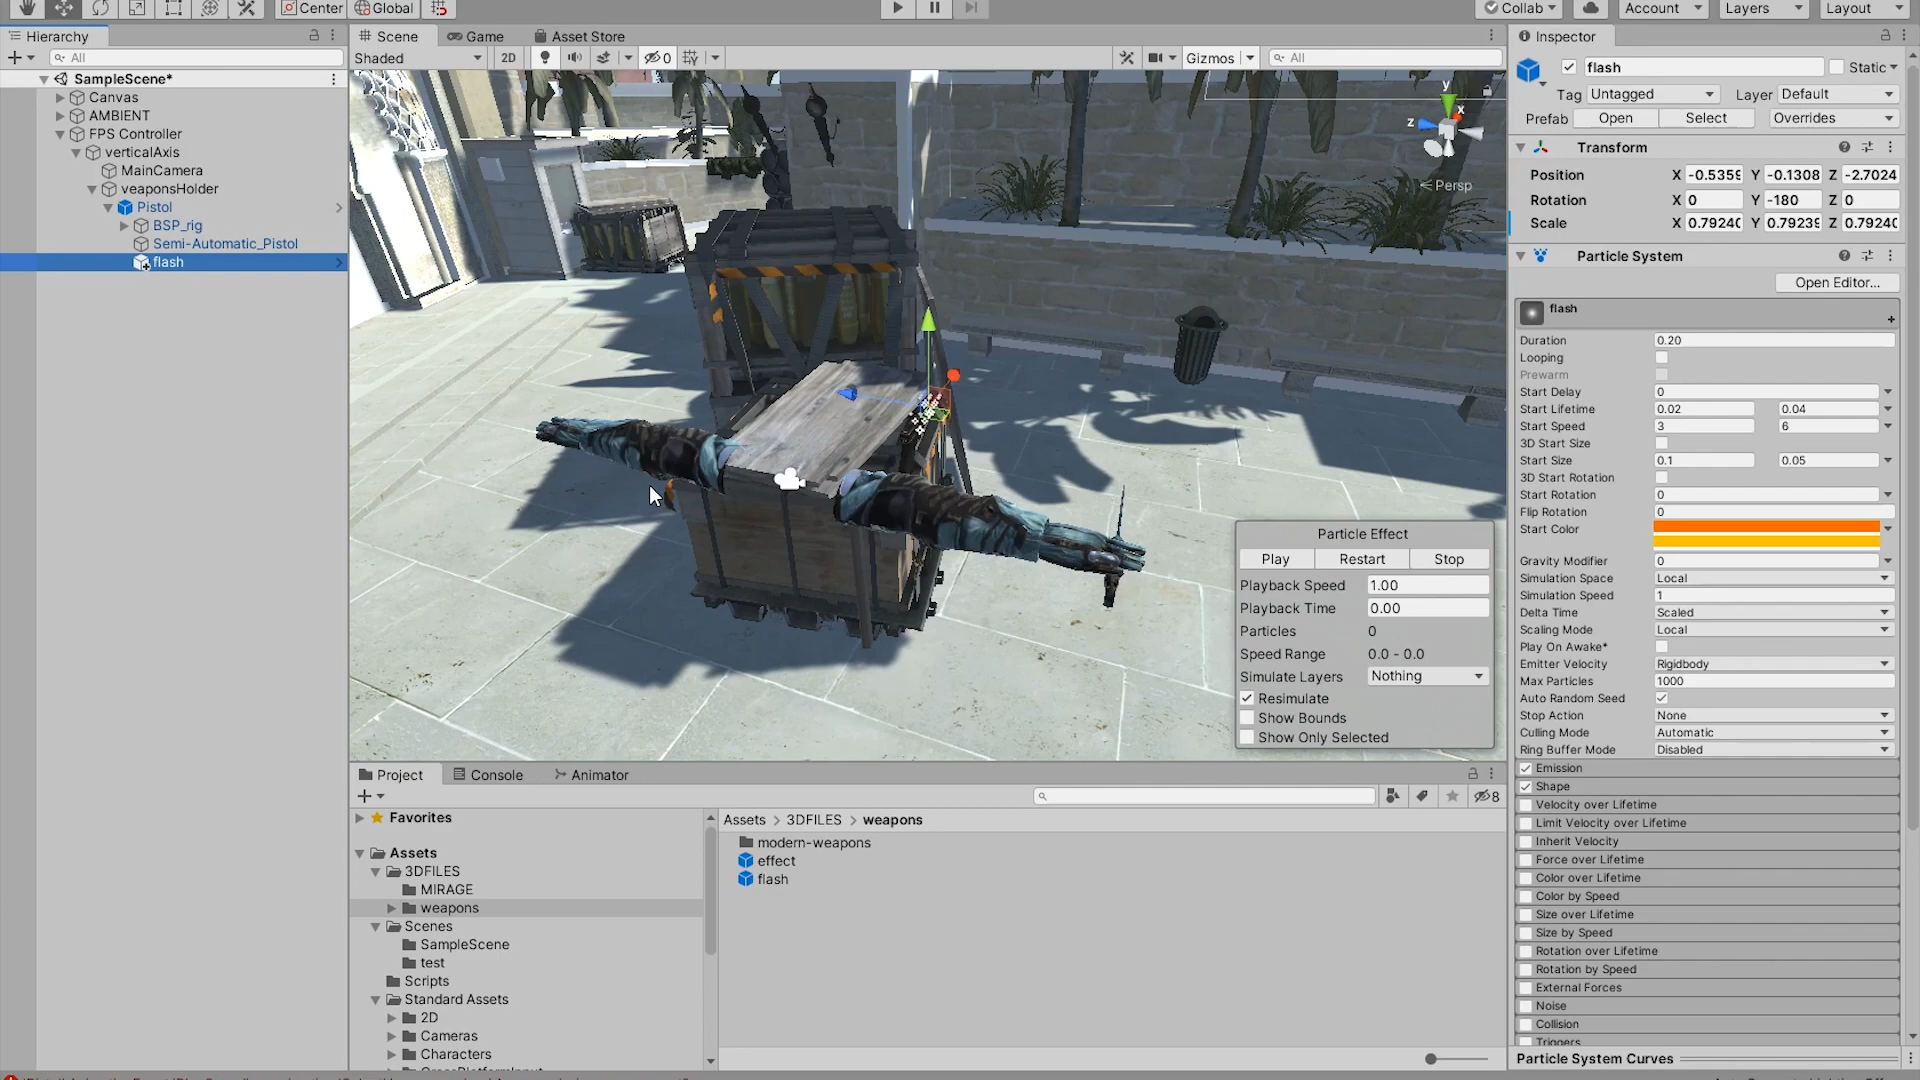 Center
Global
Collab
Account
Layers
Layout
Hierarchy
All
SampleScene*
Canvas
AMBIENT
FPS Controller
verticalAxis
MainCamera
veaponsHolder
Pistol
BSP_rig
Semi-Automatic_Pistol
flash
Scene
Game
Asset Store
Shaded
2D
0
Gizmos
All
y
x
z
Persp
Particle Effect
Play Restart Stop
Playback Speed 1.00
Playback Time 0.00
Particles 0
Speed Range 0.0 - 0.0
Simulate Layers Nothing
Resimulate
Show Bounds
Show Only Selected
Project
Console
Animator
8
Favorites
Assets
3DFILES
MIRAGE
weapons
Scenes
SampleScene
test
Scripts
Standard Assets
2D
Cameras
Characters
Assets > 3DFILES > weapons
modern-weapons
effect
flash
Inspector
flash
Static
Tag Untagged Layer Default
Prefab Open Select Overrides
Transform
Position X -0.5359 Y -0.1308 Z -2.7024
Rotation X 0 Y -180 Z 0
Scale X 0.7924 Y 0.7923 Z 0.7924
Particle System
Open Editor...
flash
Duration 0.20
Looping
Prewarm
Start Delay 0
Start Lifetime 0.02 0.04
Start Speed 3 6
3D Start Size
Start Size 0.1 0.05
3D Start Rotation
Start Rotation 0
Flip Rotation 0
Start Color
Gravity Modifier 0
Simulation Space Local
Simulation Speed 1
Delta Time Scaled
Scaling Mode Local
Play On Awake*
Emitter Velocity Rigidbody
Max Particles 1000
Auto Random Seed
Stop Action None
Culling Mode Automatic
Ring Buffer Mode Disabled
Emission
Shape
Velocity over Lifetime
Limit Velocity over Lifetime
Inherit Velocity
Force over Lifetime
Color over Lifetime
Color by Speed
Size over Lifetime
Size by Speed
Rotation over Lifetime
Rotation by Speed
External Forces
Noise
Collision
Triggers
Particle System Curves